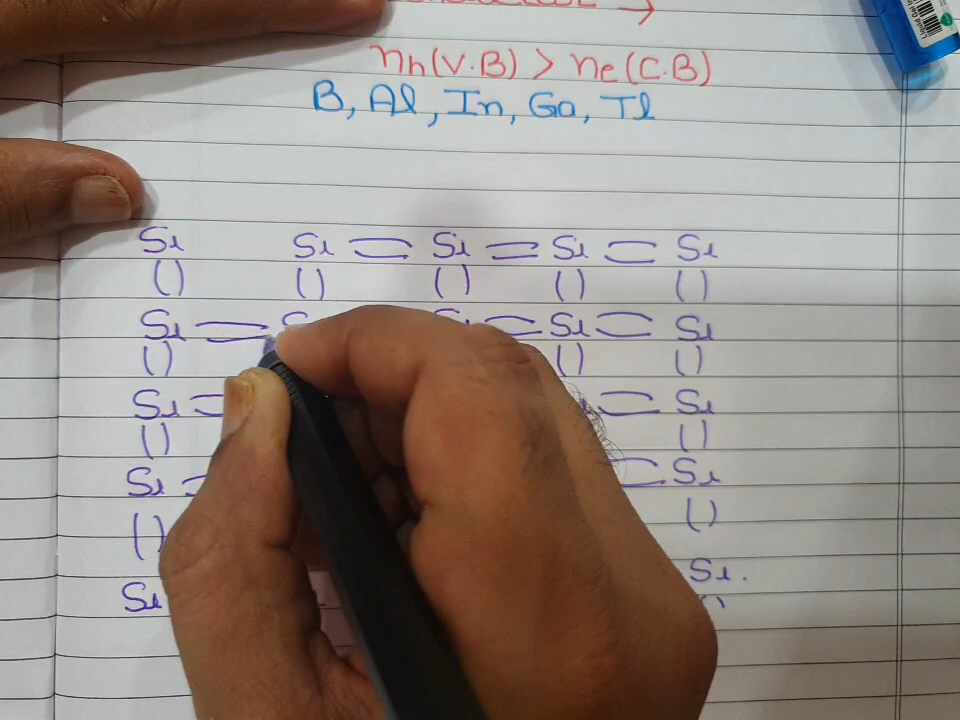 nh(V.B) > ne(C.B)
B, Al, In, Ga, Tl
Si Si Si Si Si
Si Si Si
Si Si
Si Si
Si Si.